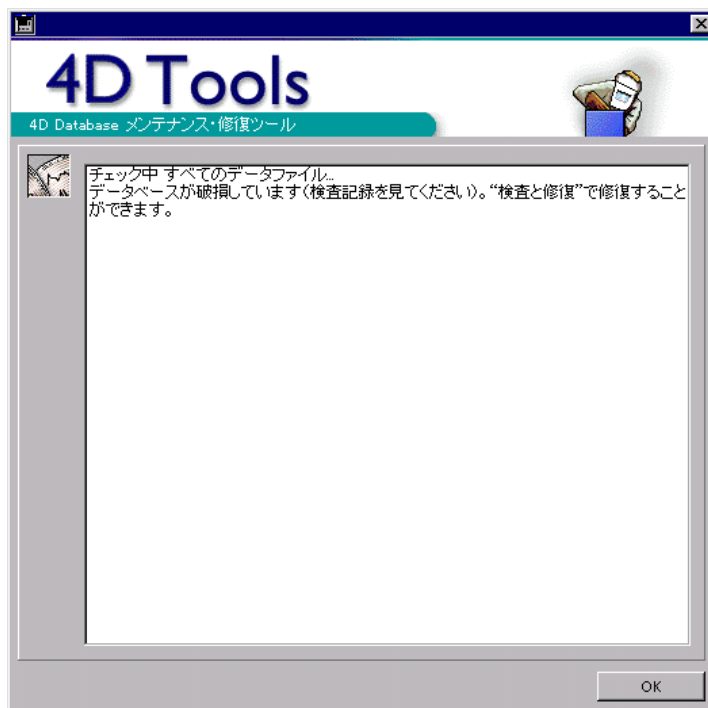 4D Tools
4D Database メンテナンス・修復ツール
チェック中 すべてのデータファイル...
データベースが破損しています(検査記録を見てください)。“検査と修復”で修復すること
ができます。
OK